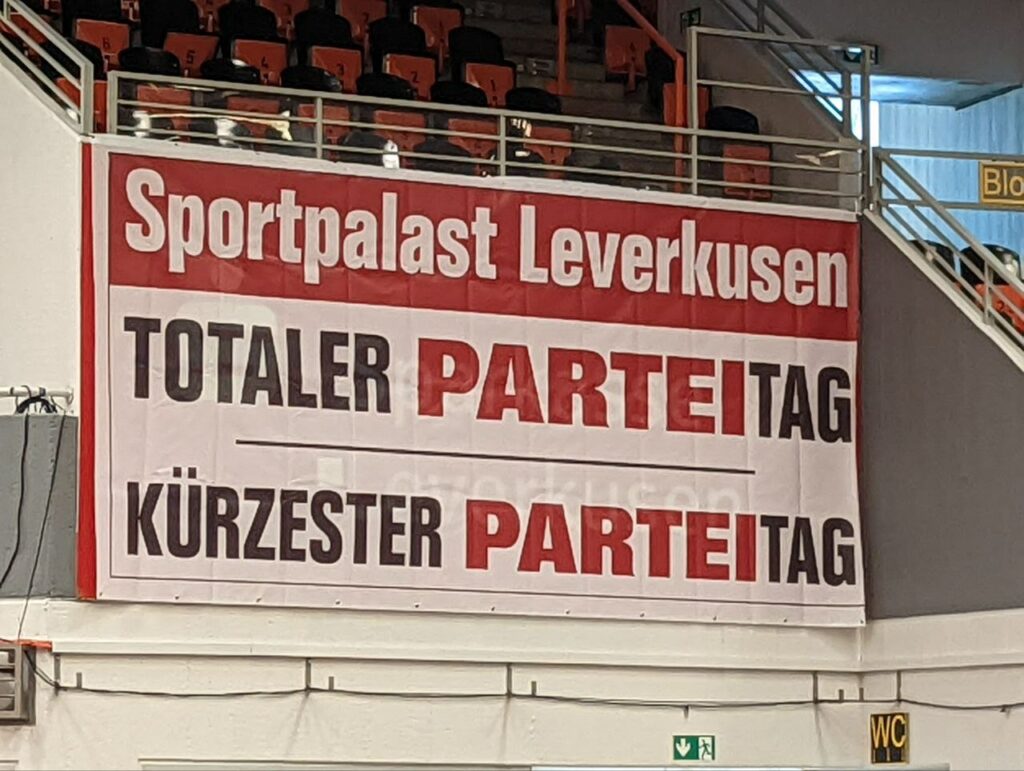 Sportpalast Leverkusen
TOTALER PARTEITAG
KÜRZESTER PARTEITAG
WC